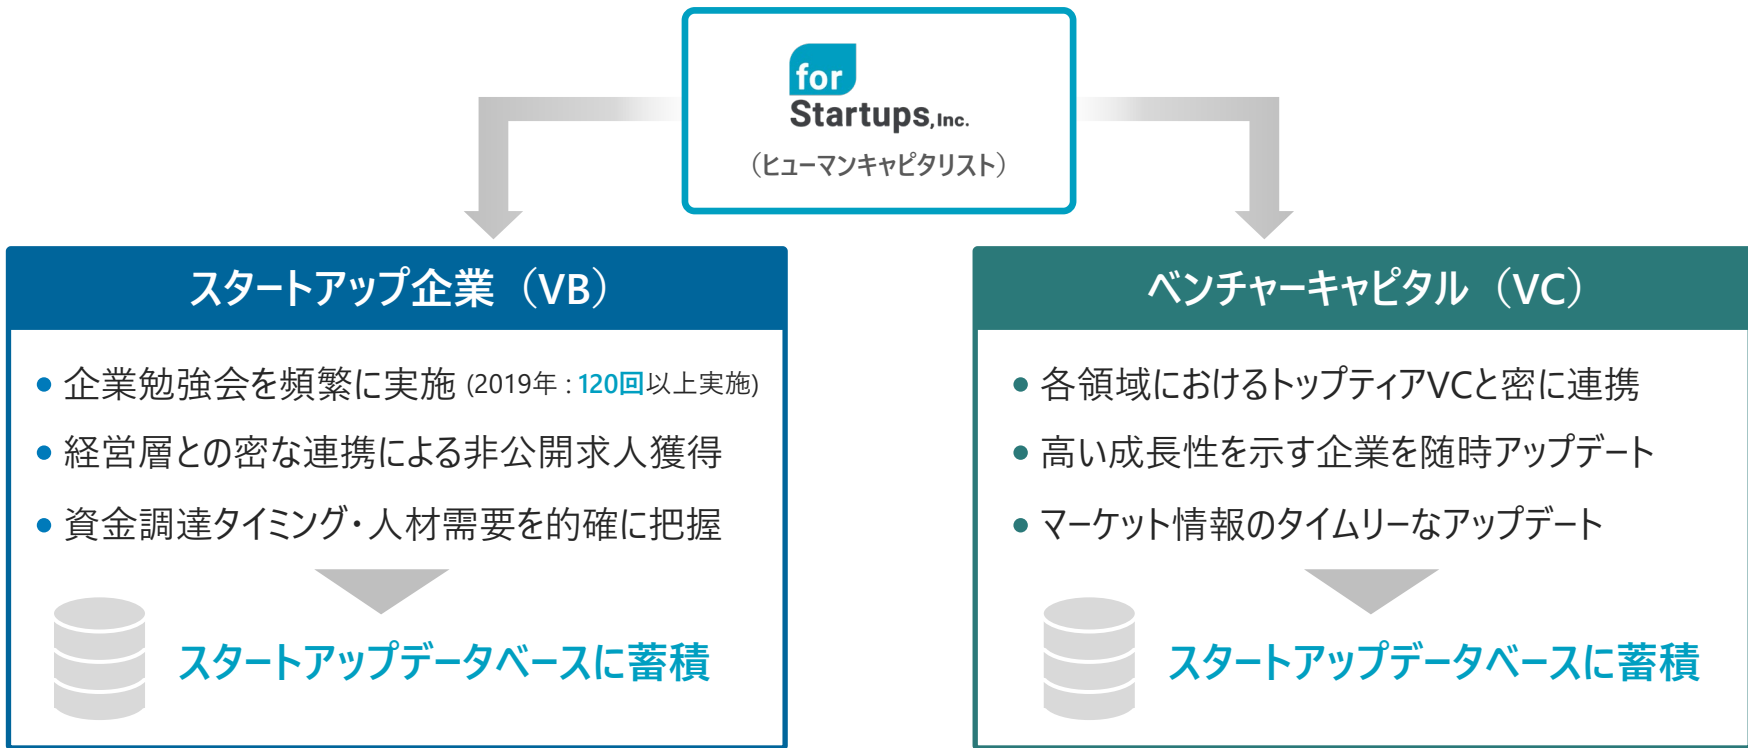 for
Startups,Inc.
（ヒューマンキャピタリスト）
スタートアップ企業（VB）
• 企業勉強会を頻繁に実施 (2019年 : 120回以上実施)
• 経営層との密な連携による非公開求人獲得
• 資金調達タイミング・人材需要を的確に把握
スタートアップデータベースに蓄積
ベンチャーキャピタル（VC）
• 各領域におけるトップティアVCと密に連携
• 高い成長性を示す企業を随時アップデート
• マーケット情報のタイムリーなアップデート
スタートアップデータベースに蓄積